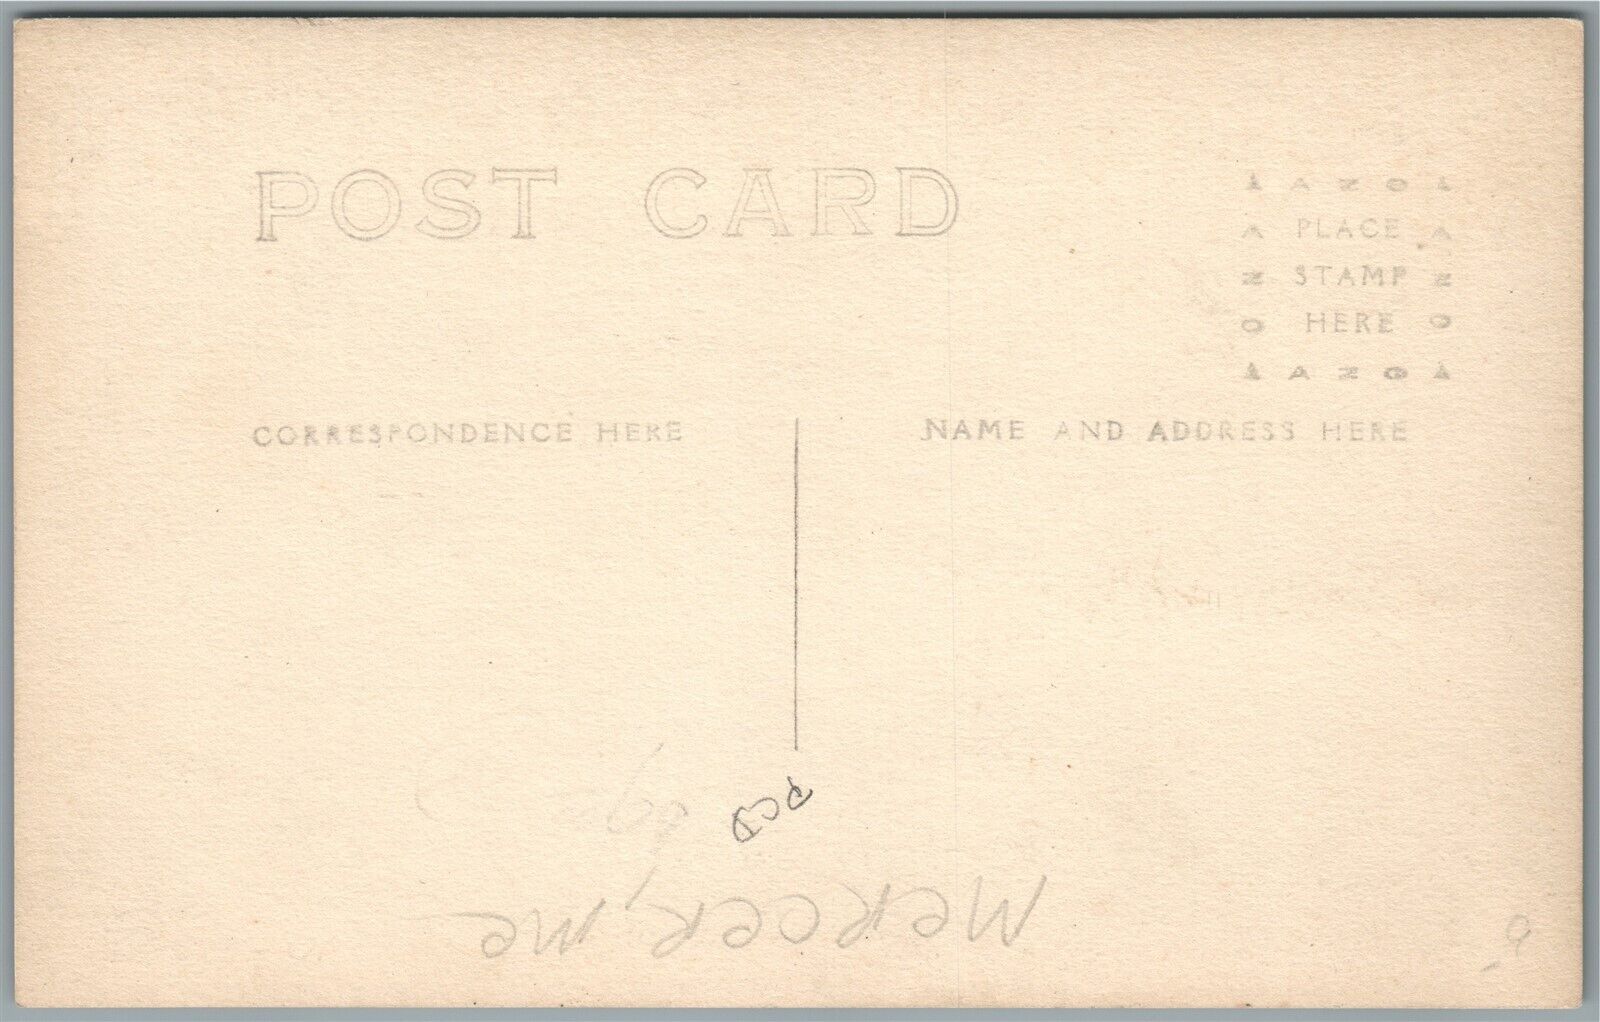 POST CARD
AZO
A PLACE A
N STAMP N
O HERE O
AZO
CORRESPONDENCE HERE
NAME AND ADDRESS HERE
PCD
MERCER, Me